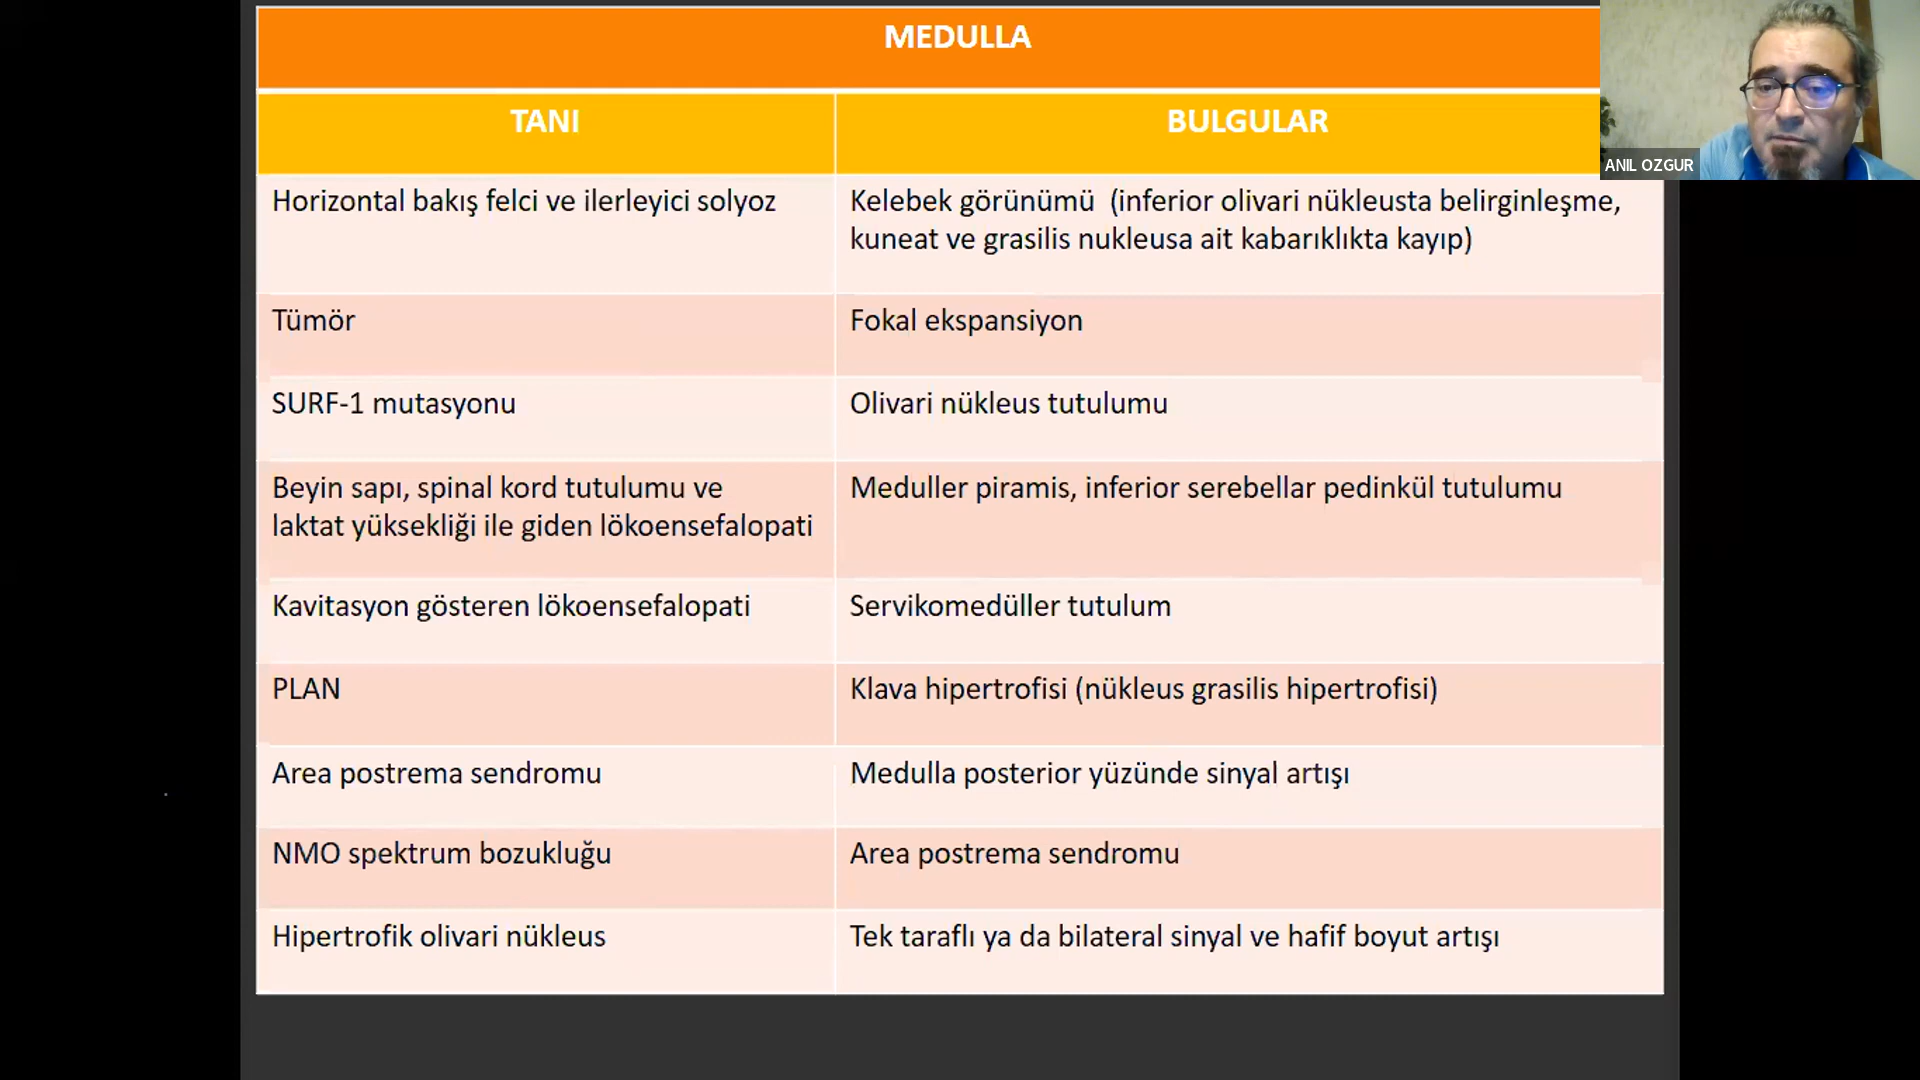 MEDULLA
TANI
BULGULAR
Horizontal bakış felci ve ilerleyici solyoz
Kelebek görünümü (inferior olivari nükleusta belirginleşme,
kuneat ve grasilis nukleusa ait kabarıklıkta kayıp)
Tümör
Fokal ekspansiyon
SURF-1 mutasyonu
Olivari nükleus tutulumu
Beyin sapı, spinal kord tutulumu ve
laktat yüksekliği ile giden lökoensefalopati
Meduller piramis, inferior serebellar pedinkül tutulumu
Kavitasyon gösteren lökoensefalopati
Servikomedüller tutulum
PLAN
Klava hipertrofisi (nükleus grasilis hipertrofisi)
Area postrema sendromu
Medulla posterior yüzünde sinyal artışı
NMO spektrum bozukluğu
Area postrema sendromu
Hipertrofik olivari nükleus
Tek taraflı ya da bilateral sinyal ve hafif boyut artışı
ANIL OZGUR